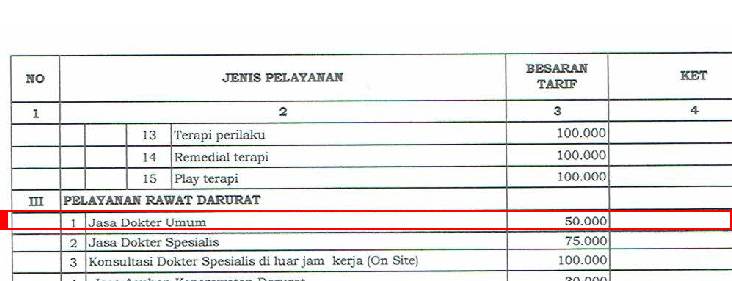 NO JENIS PELAYANAN BESARAN TARIF KET
1 2 3 4
13 Terapi perilaku 100.000
14 Remedial terapi 100.000
15 Play terapi 100.000
III PELAYANAN RAWAT DARURAT
1 Jasa Dokter Umum 50.000
2 Jasa Dokter Spesialis 75.000
3 Konsultasi Dokter Spesialis di luar jam kerja (On Site) 100.000